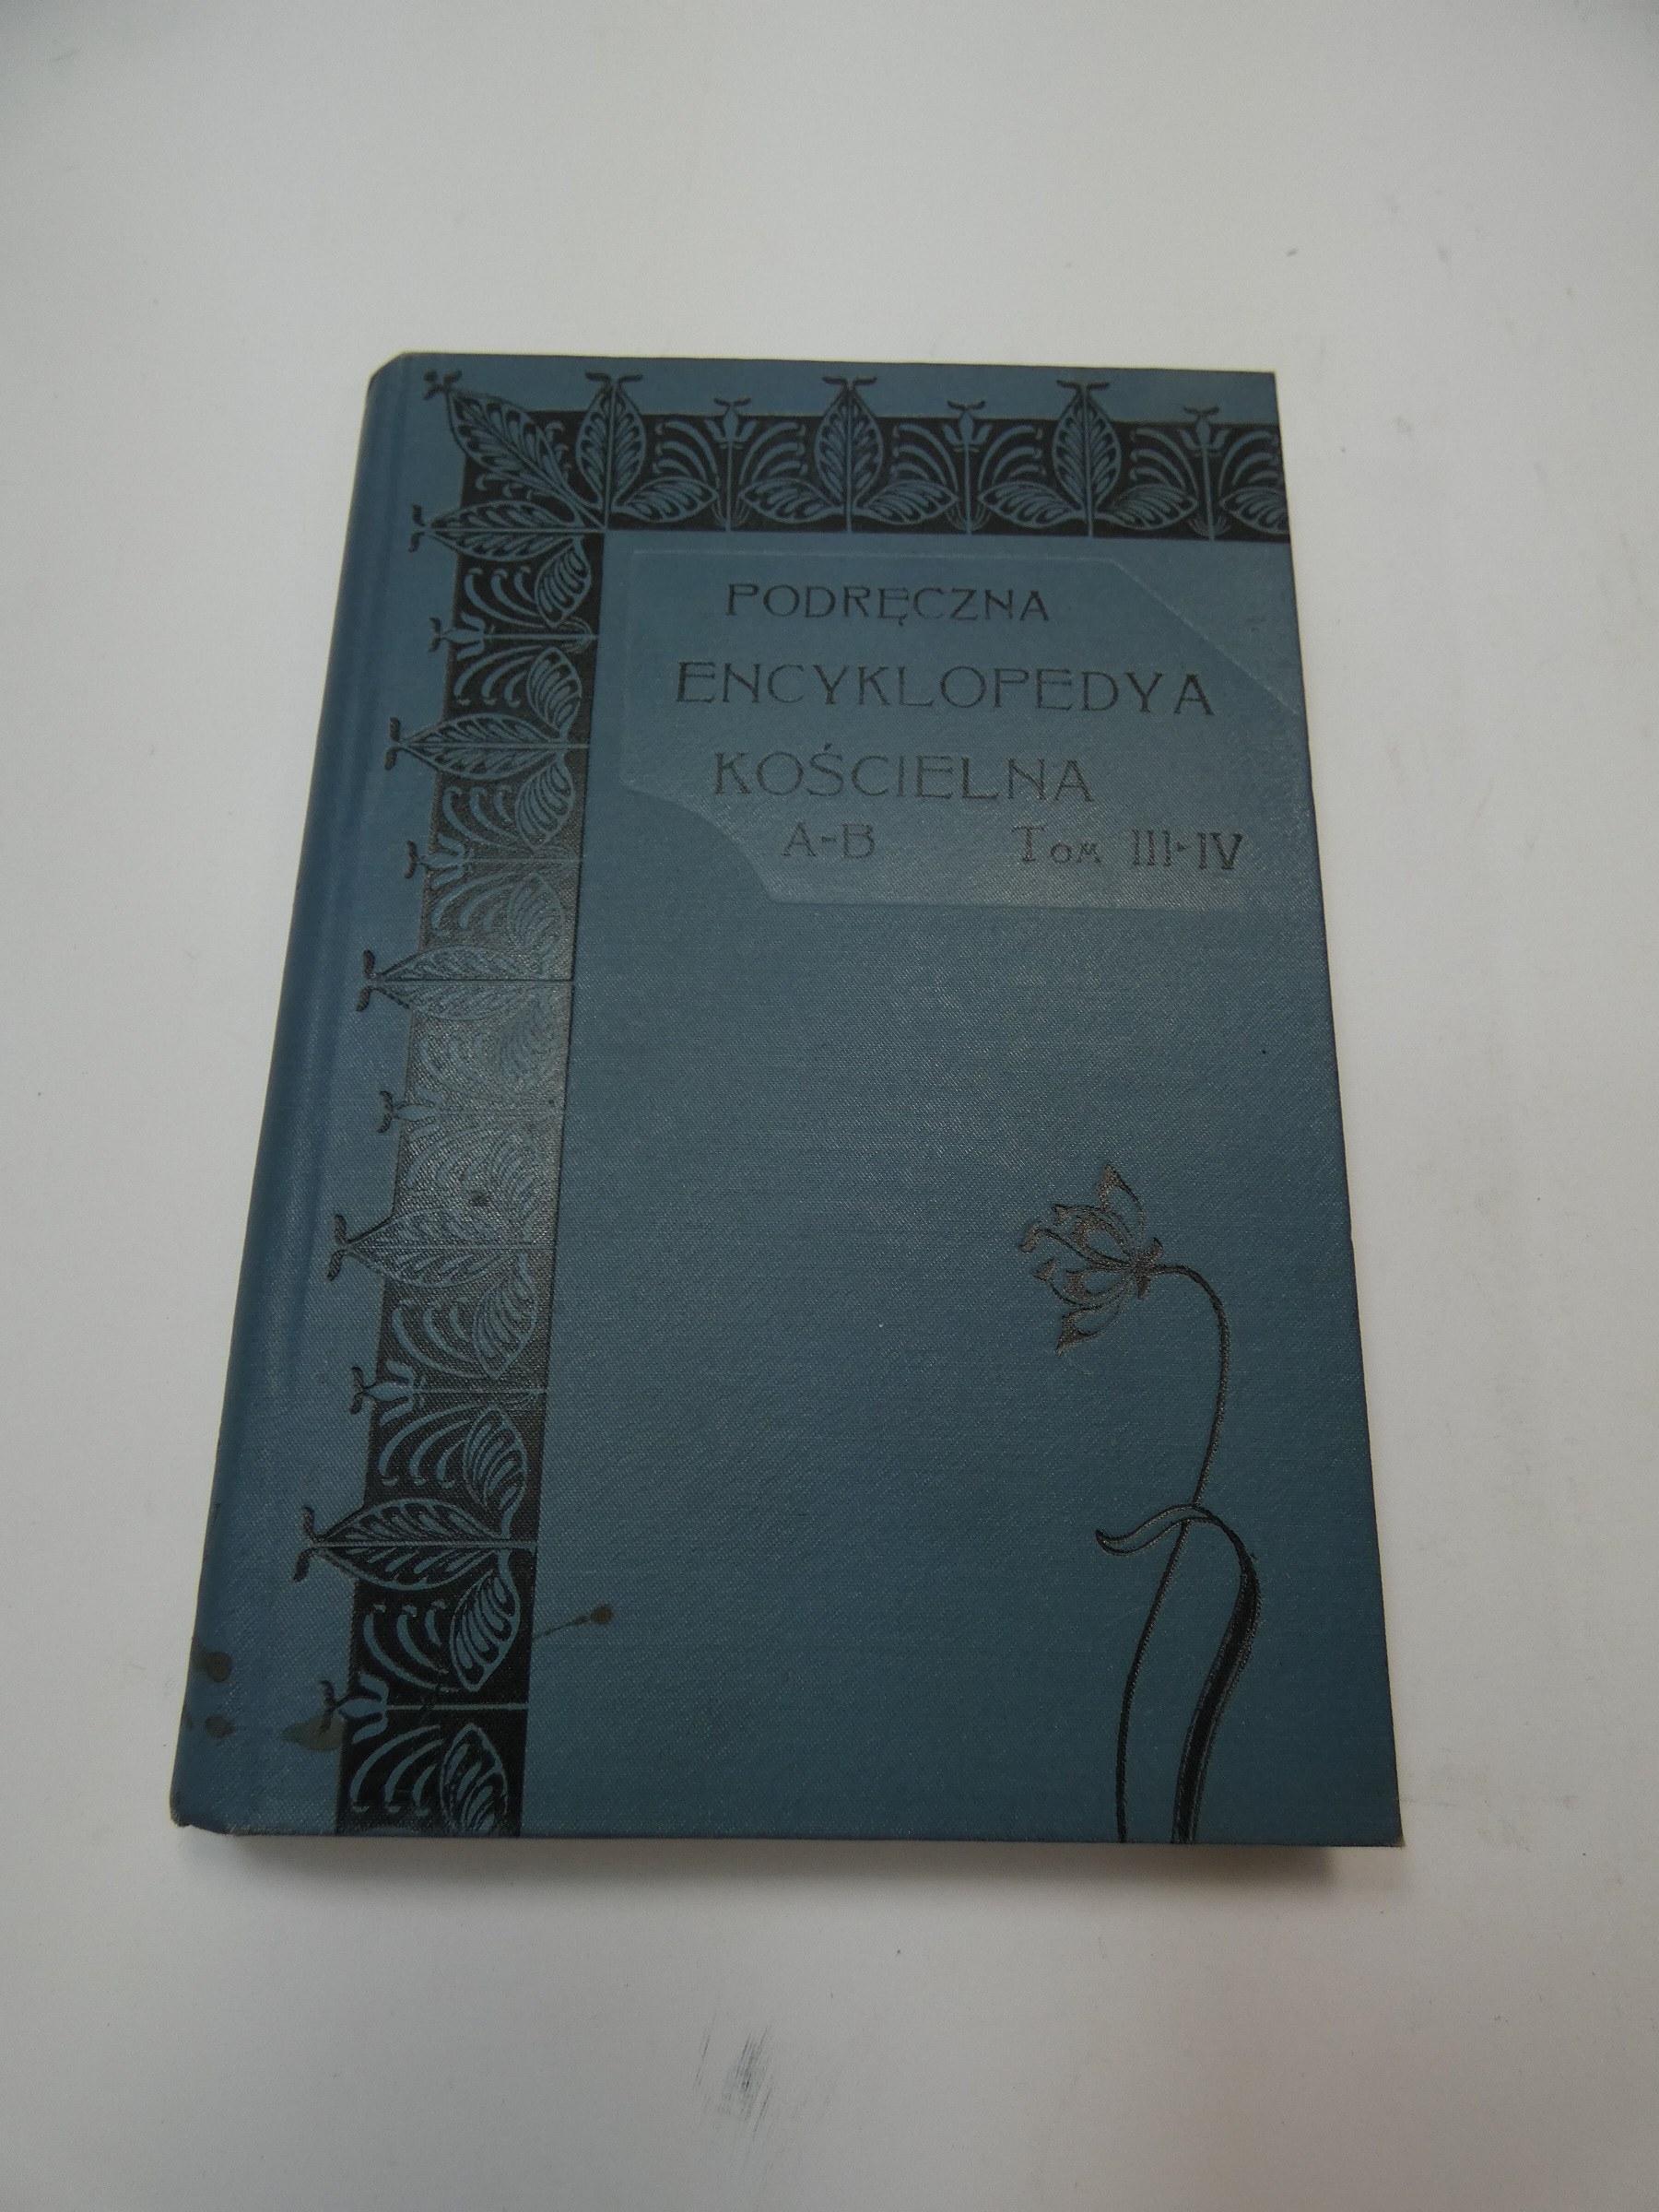 PODRĘCZNA
ENCYKLOPEDYA
KOŚCIELNA
A-B Tom III-IV